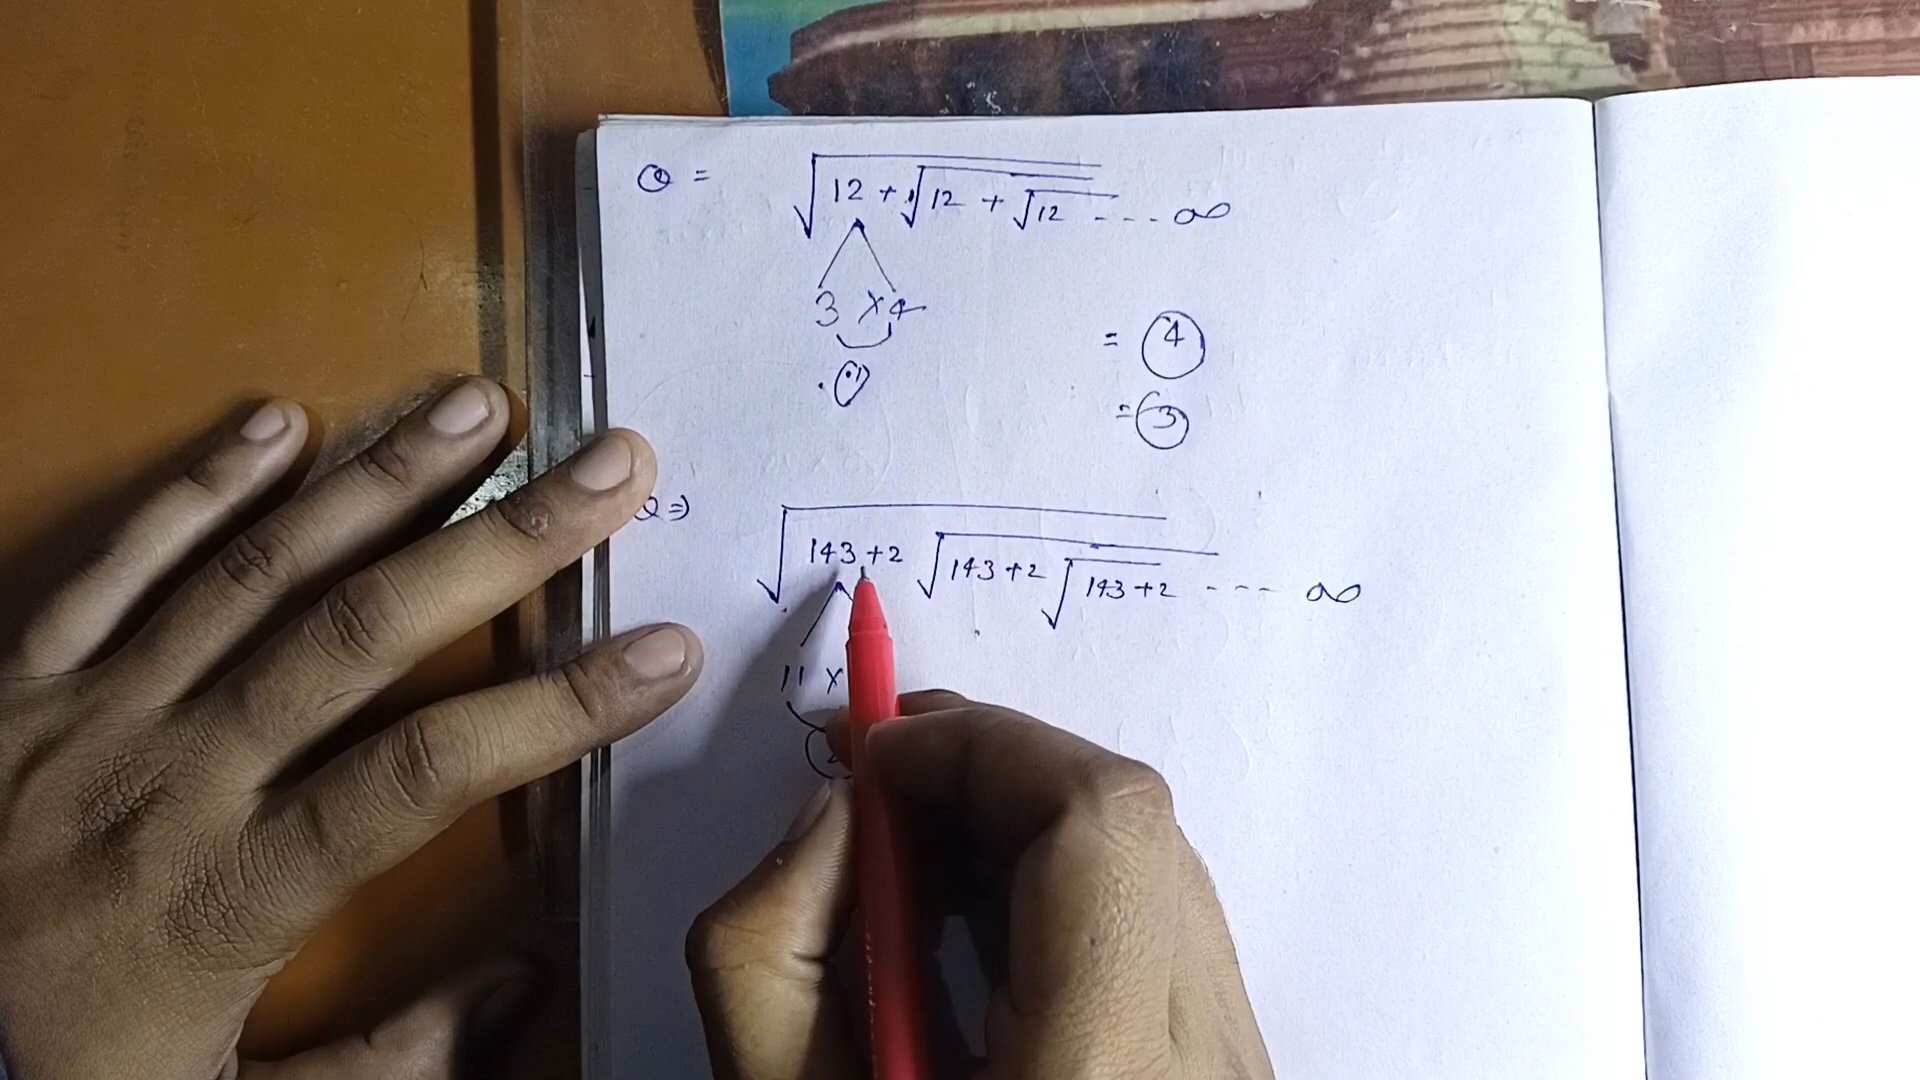 Q = √12 + √12 + √12 - - - ∞
3 × 4
1
= 4
= 3
Q ⇒ √143 + 2 √143 + 2 √143 + 2 - - - ∞
11 ×